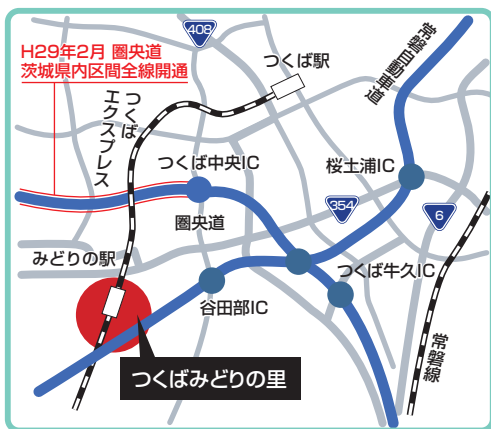 H29年2月 圏央道
茨城県内区間全線開通
408
つくば駅
常磐自動車道
つくば
エクスプレス
つくば中央IC
桜土浦IC
354
6
圏央道
みどりの駅
つくば牛久IC
谷田部IC
常磐線
つくばみどりの里